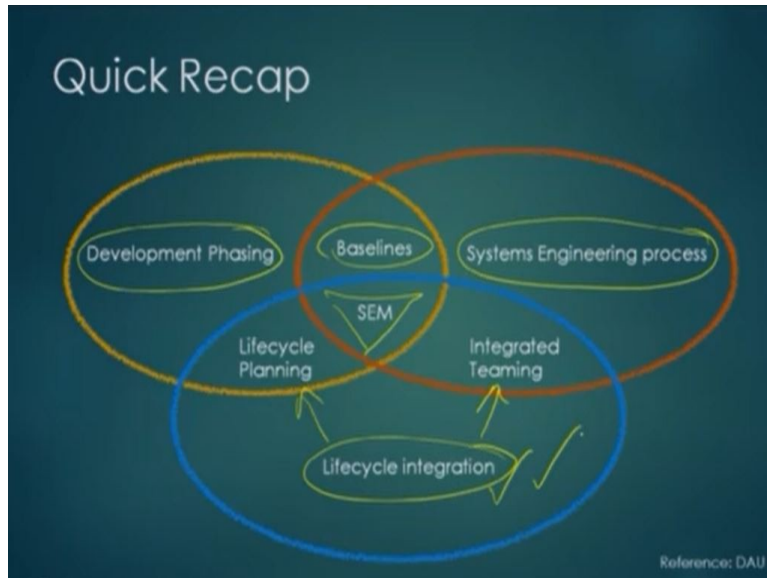 Quick Recap
Development Phasing
Baselines
Systems Engineering process
SEM
Lifecycle
Planning
Integrated
Teaming
Lifecycle integration
Reference: DAU